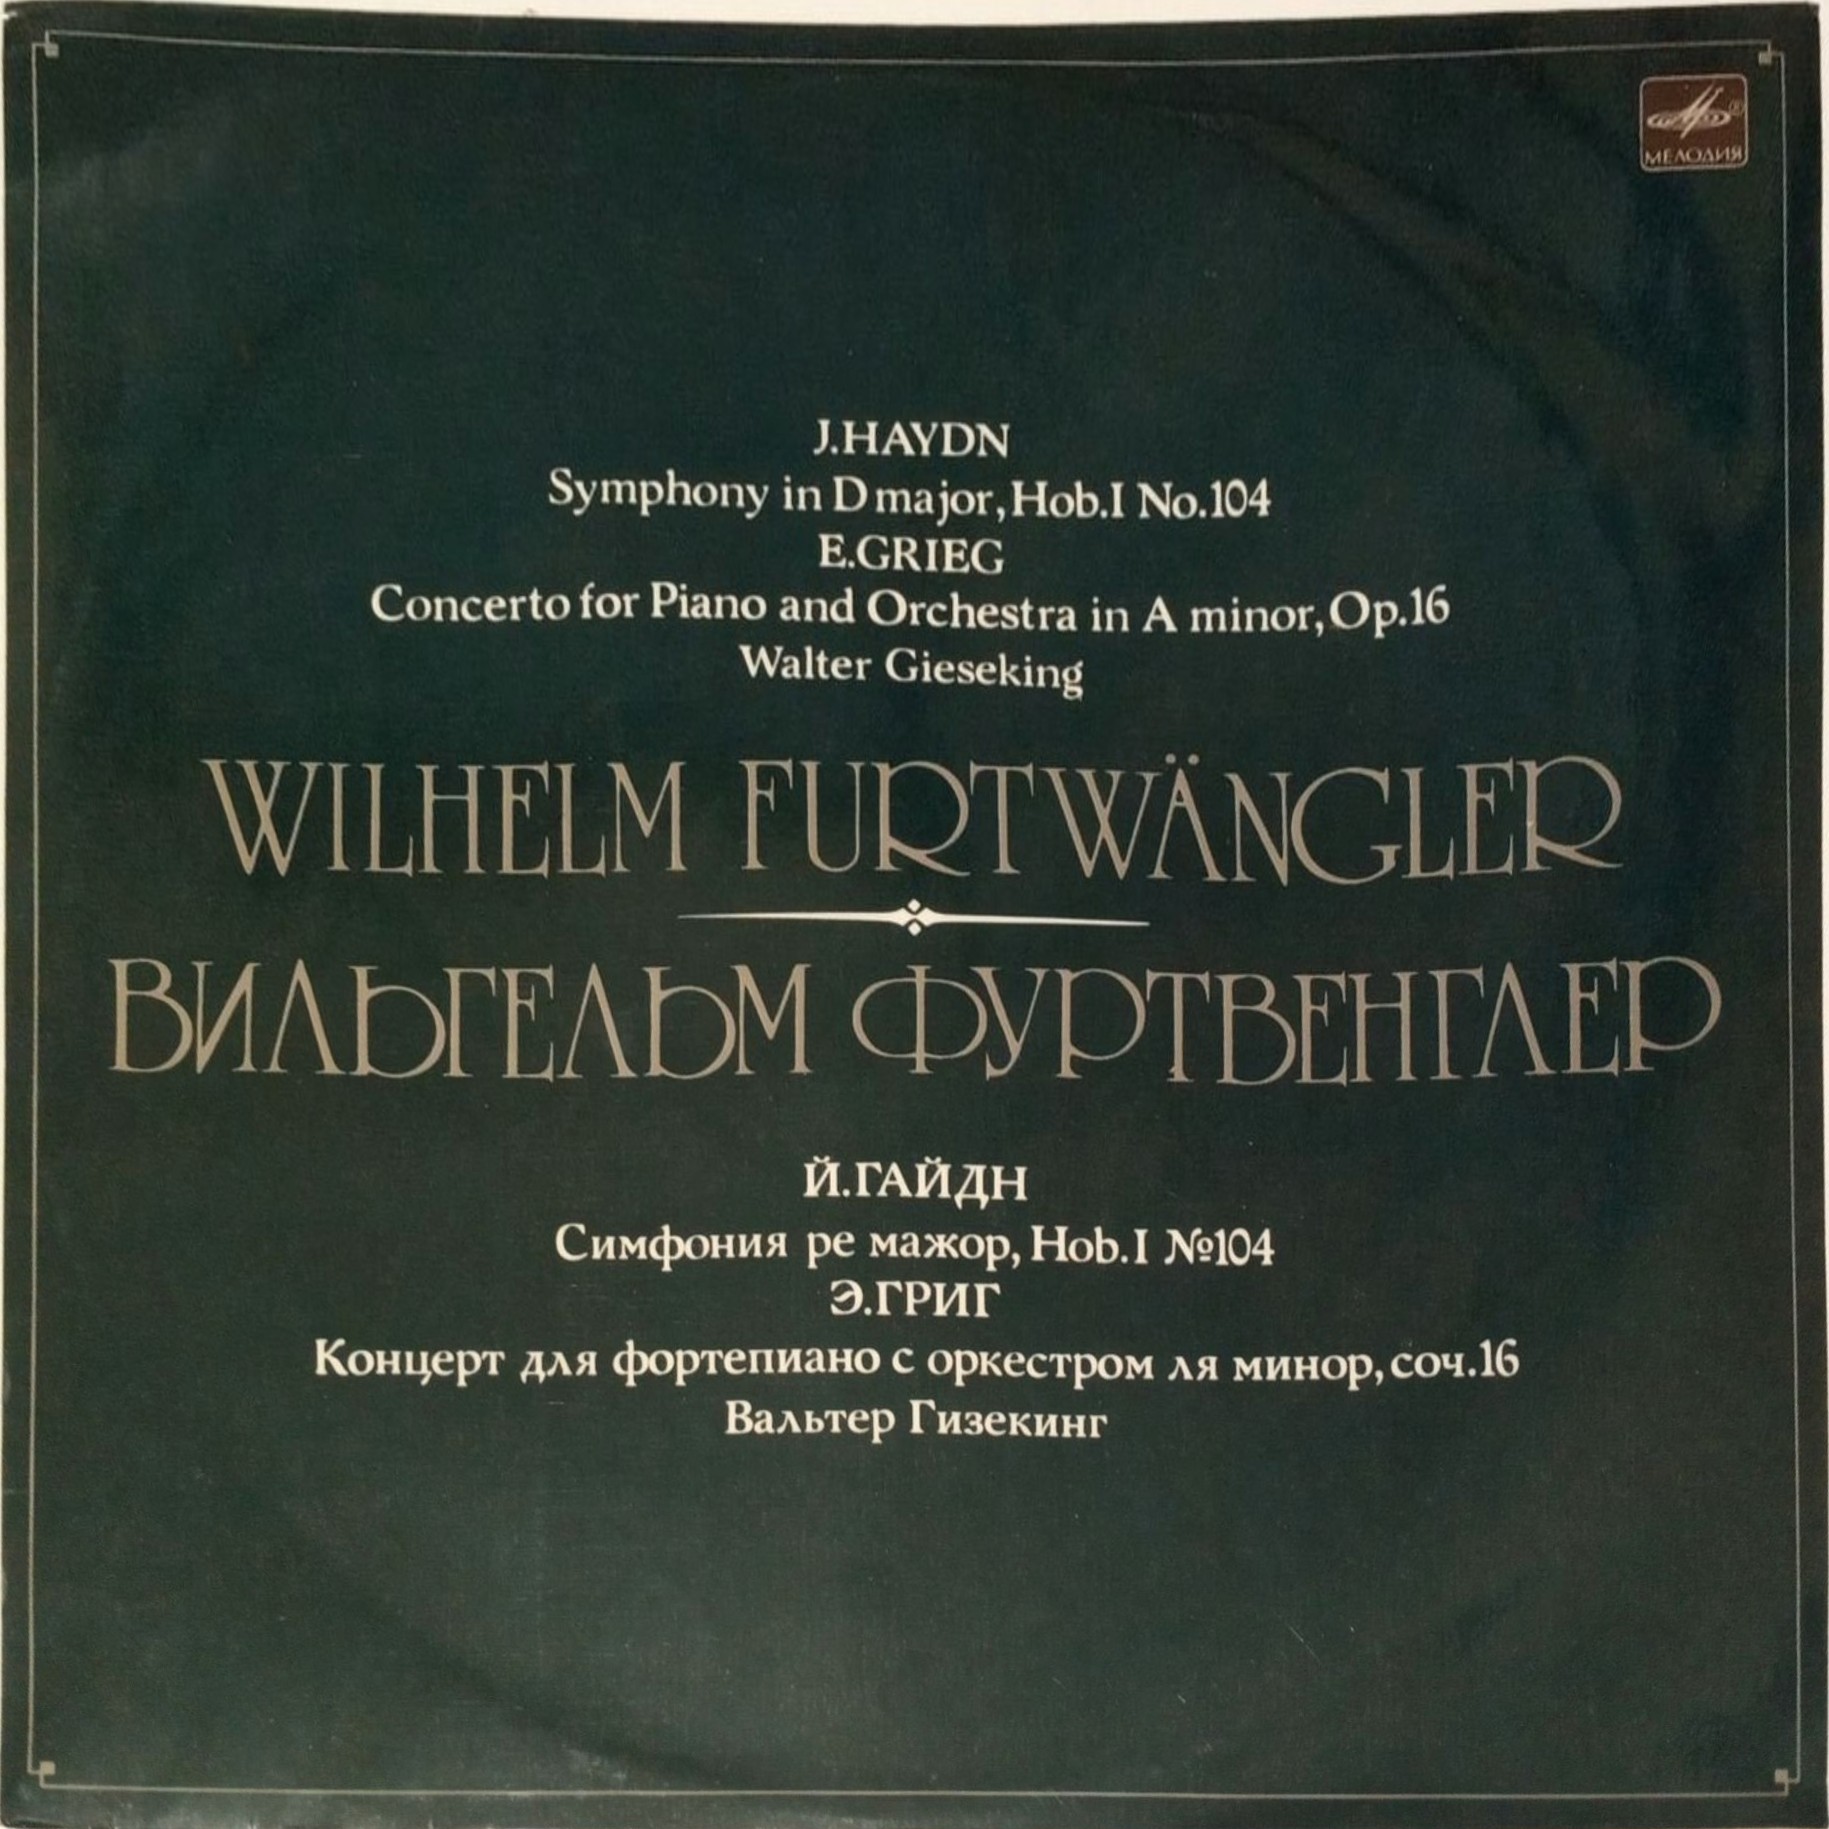 МЕЛОДИЯ
J.HAYDN
Symphony in D major, Hob.I No.104
E.GRIEG
Concerto for Piano and Orchestra in A minor, Op.16
Walter Gieseking
WILHELM FURTWÄNGLER
ВИЛЬГЕЛЬМ ФУРТВЕНГЛЕР
Й.ГАЙДН
Симфония ре мажор, Hob.I №104
Э.ГРИГ
Концерт для фортепиано с оркестром ля минор, соч.16
Вальтер Гизекинг